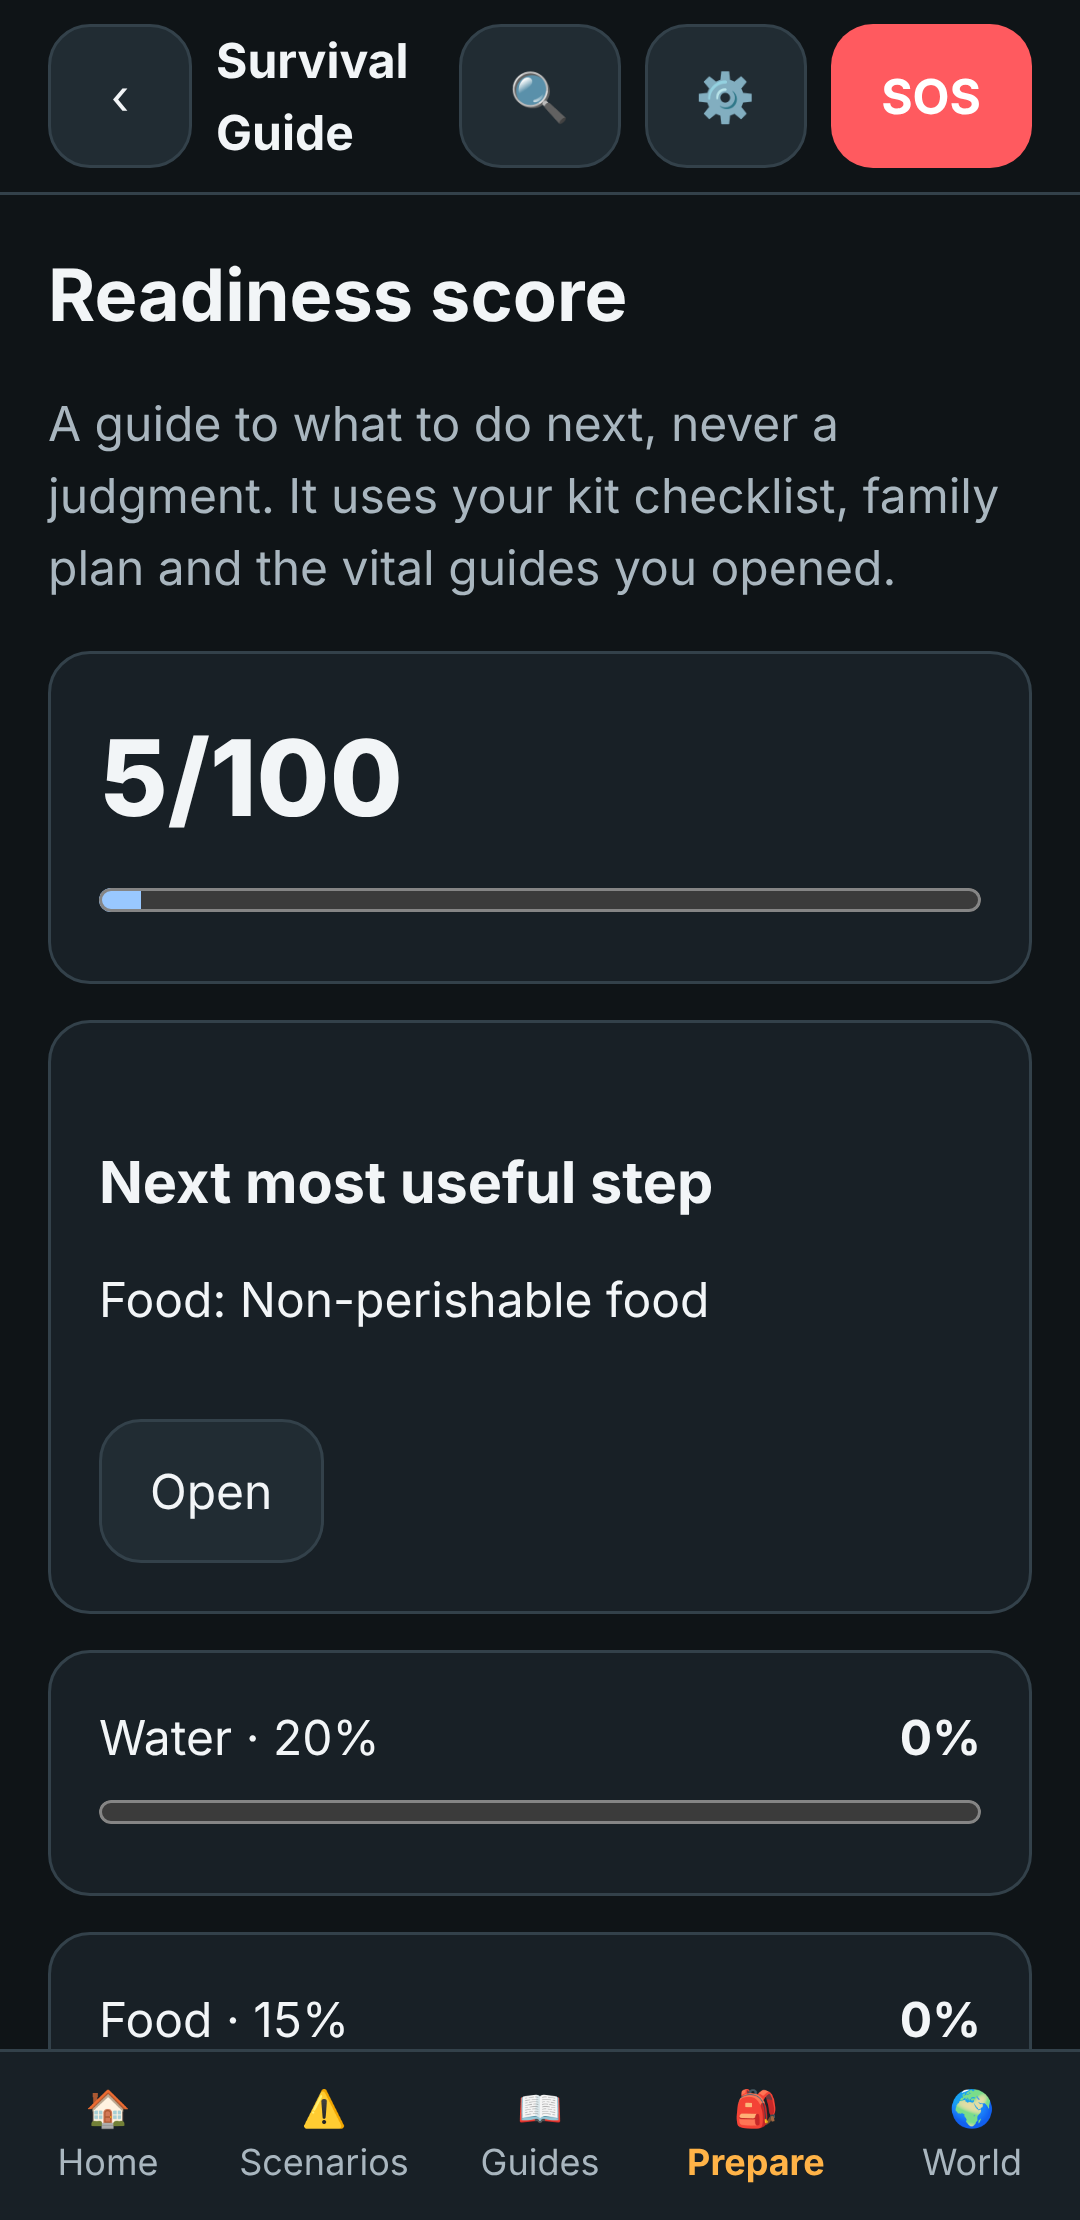 ‹
Survival
Guide
SOS
Readiness score
A guide to what to do next, never a
judgment. It uses your kit checklist, family
plan and the vital guides you opened.
5/100
Next most useful step
Food: Non-perishable food
Open
Water · 20% 0%
Food · 15% 0%
Home Scenarios Guides Prepare World